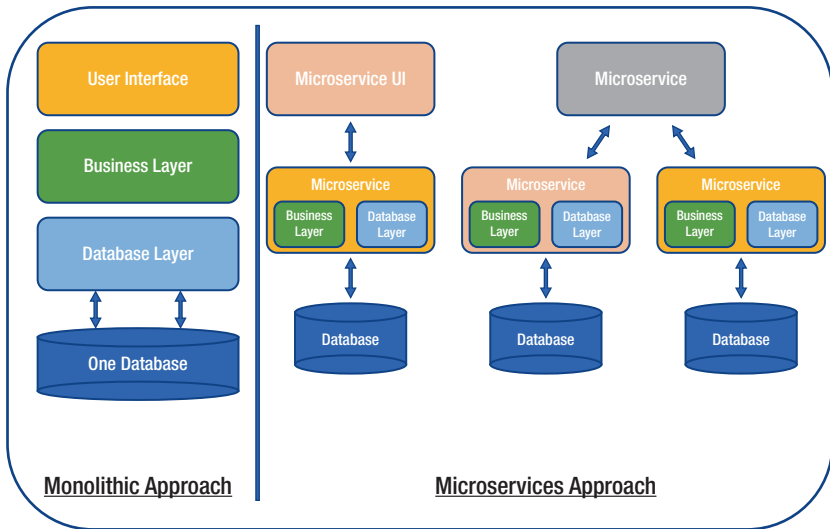 User Interface
Business Layer
Database Layer
One Database
Monolithic Approach
Microservice UI
Microservice
Microservice
Business
Layer
Database
Layer
Microservice
Business
Layer
Database
Layer
Microservice
Business
Layer
Database
Layer
Database
Database
Database
Microservices Approach